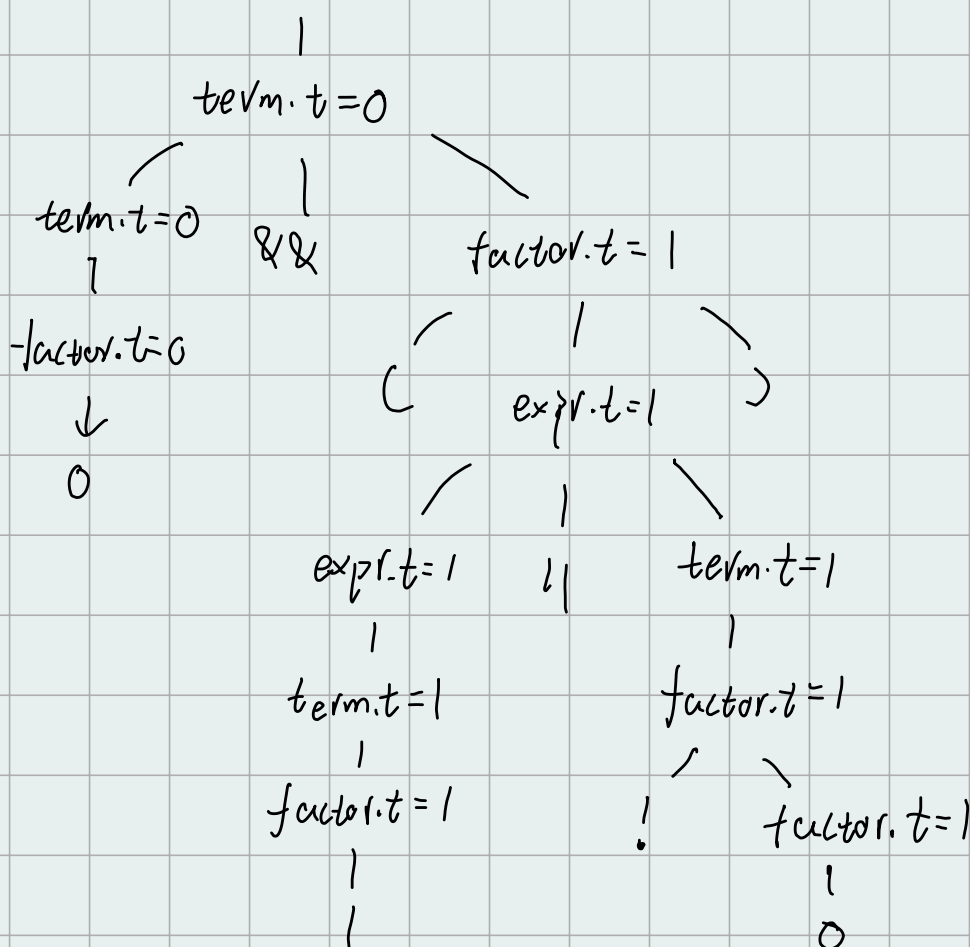 term.t=0
term.t=0 && factor.t=1
factor.t=0 ( expr.t=1 )
0
expr.t=1 || term.t=1
term.t=1 factor.t=1
factor.t=1 ! factor.t=1
1 0